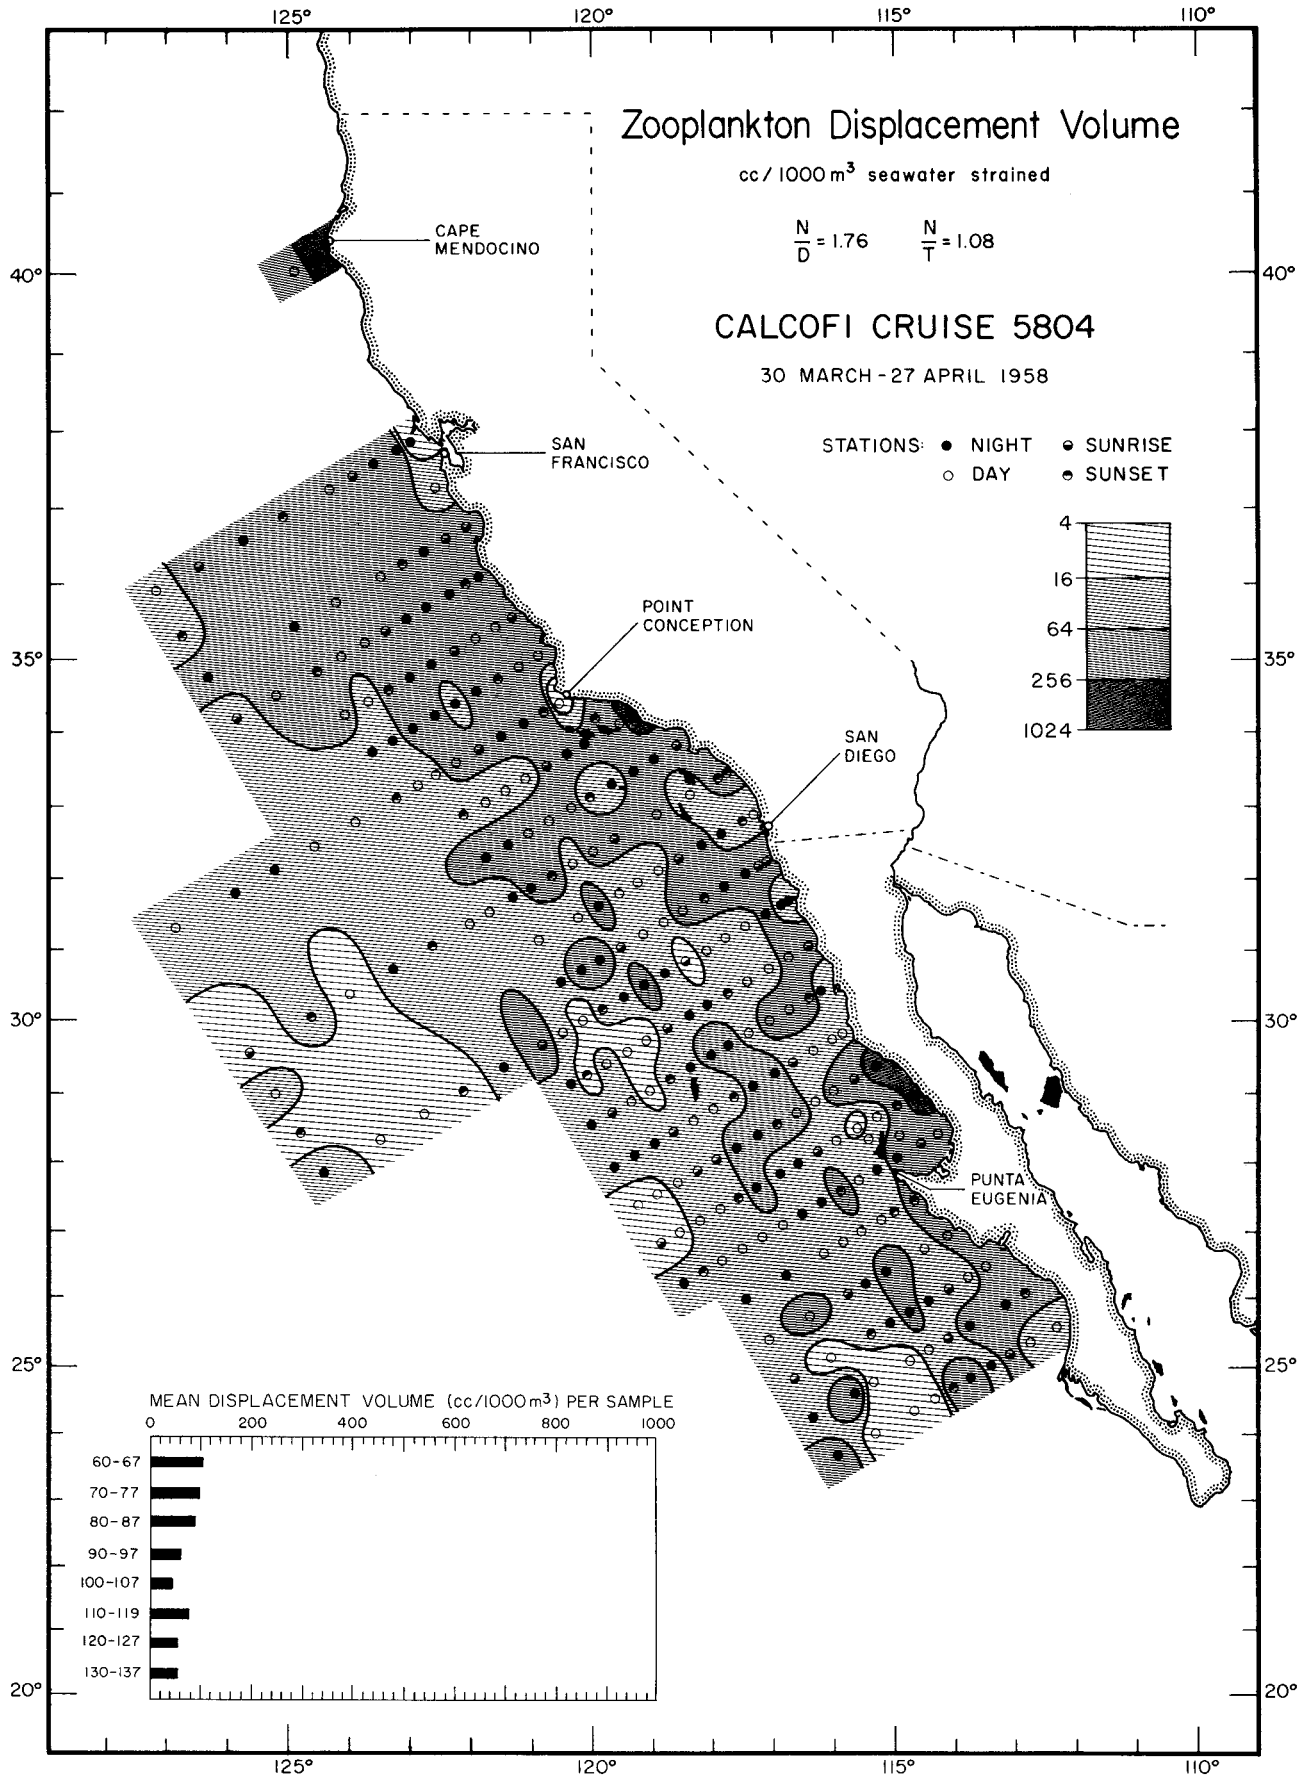 125° 120° 115° 110°
Zooplankton Displacement Volume
cc/1000 m³ seawater strained
N/D = 1.76 N/T = 1.08
CAPE
MENDOCINO
40° 40°
CALCOFI CRUISE 5804
30 MARCH - 27 APRIL 1958
STATIONS: ● NIGHT SUNRISE
○ DAY SUNSET
SAN
FRANCISCO
4
16
64
256
1024
POINT
CONCEPTION
35° 35°
SAN
DIEGO
30° 30°
PUNTA
EUGENIA
25° 25°
MEAN DISPLACEMENT VOLUME (cc/1000m³) PER SAMPLE
0 200 400 600 800 1000
60-67
70-77
80-87
90-97
100-107
110-119
120-127
130-137
20° 20°
125° 120° 115° 110°